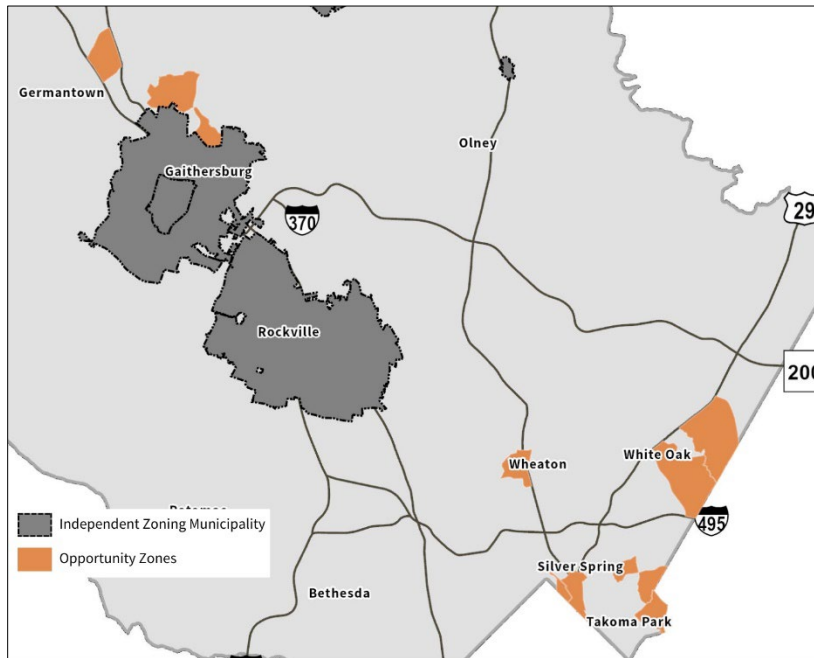 Germantown
Olney
Gaithersburg
29
370
Rockville
200
Wheaton
White Oak
Independent Zoning Municipality
495
Opportunity Zones
Silver Spring
Bethesda
Takoma Park